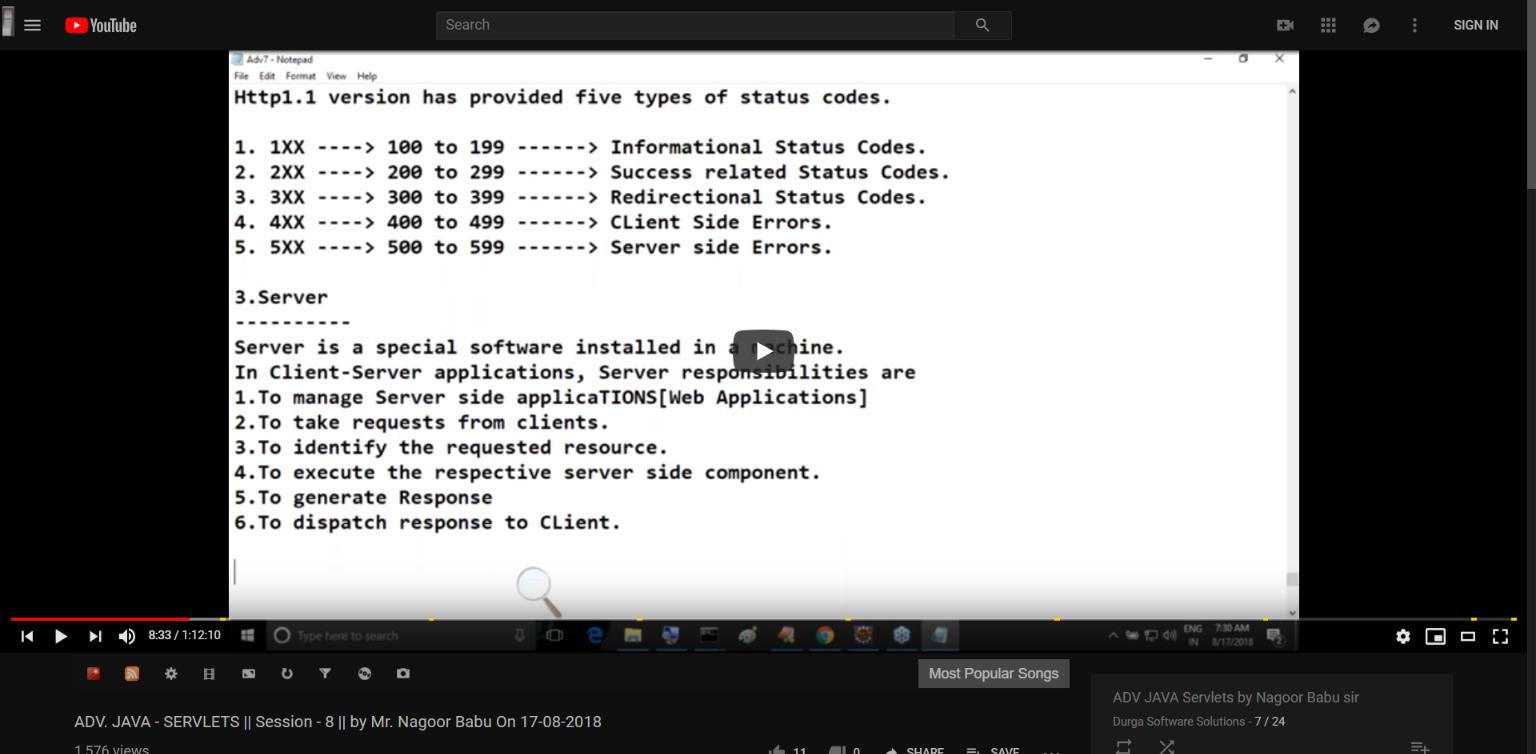 YouTube
Search
SIGN IN
Adv7 - Notepad
File Edit Format View Help
Http1.1 version has provided five types of status codes.
1. 1XX ----> 100 to 199 ------> Informational Status Codes.
2. 2XX ----> 200 to 299 ------> Success related Status Codes.
3. 3XX ----> 300 to 399 ------> Redirectional Status Codes.
4. 4XX ----> 400 to 499 ------> CLient Side Errors.
5. 5XX ----> 500 to 599 ------> Server side Errors.
3.Server
----------
Server is a special software installed in a machine.
In Client-Server applications, Server responsibilities are
1.To manage Server side applicaTIONS[Web Applications]
2.To take requests from clients.
3.To identify the requested resource.
4.To execute the respective server side component.
5.To generate Response
6.To dispatch response to CLient.
8:33 / 1:12:10
Type here to search
ENG
IN
7:30 AM
8/17/2018
2
Most Popular Songs
ADV. JAVA - SERVLETS || Session - 8 || by Mr. Nagoor Babu On 17-08-2018
1,576 views
11
0
SHARE
SAVE
ADV JAVA Servlets by Nagoor Babu sir
Durga Software Solutions - 7 / 24